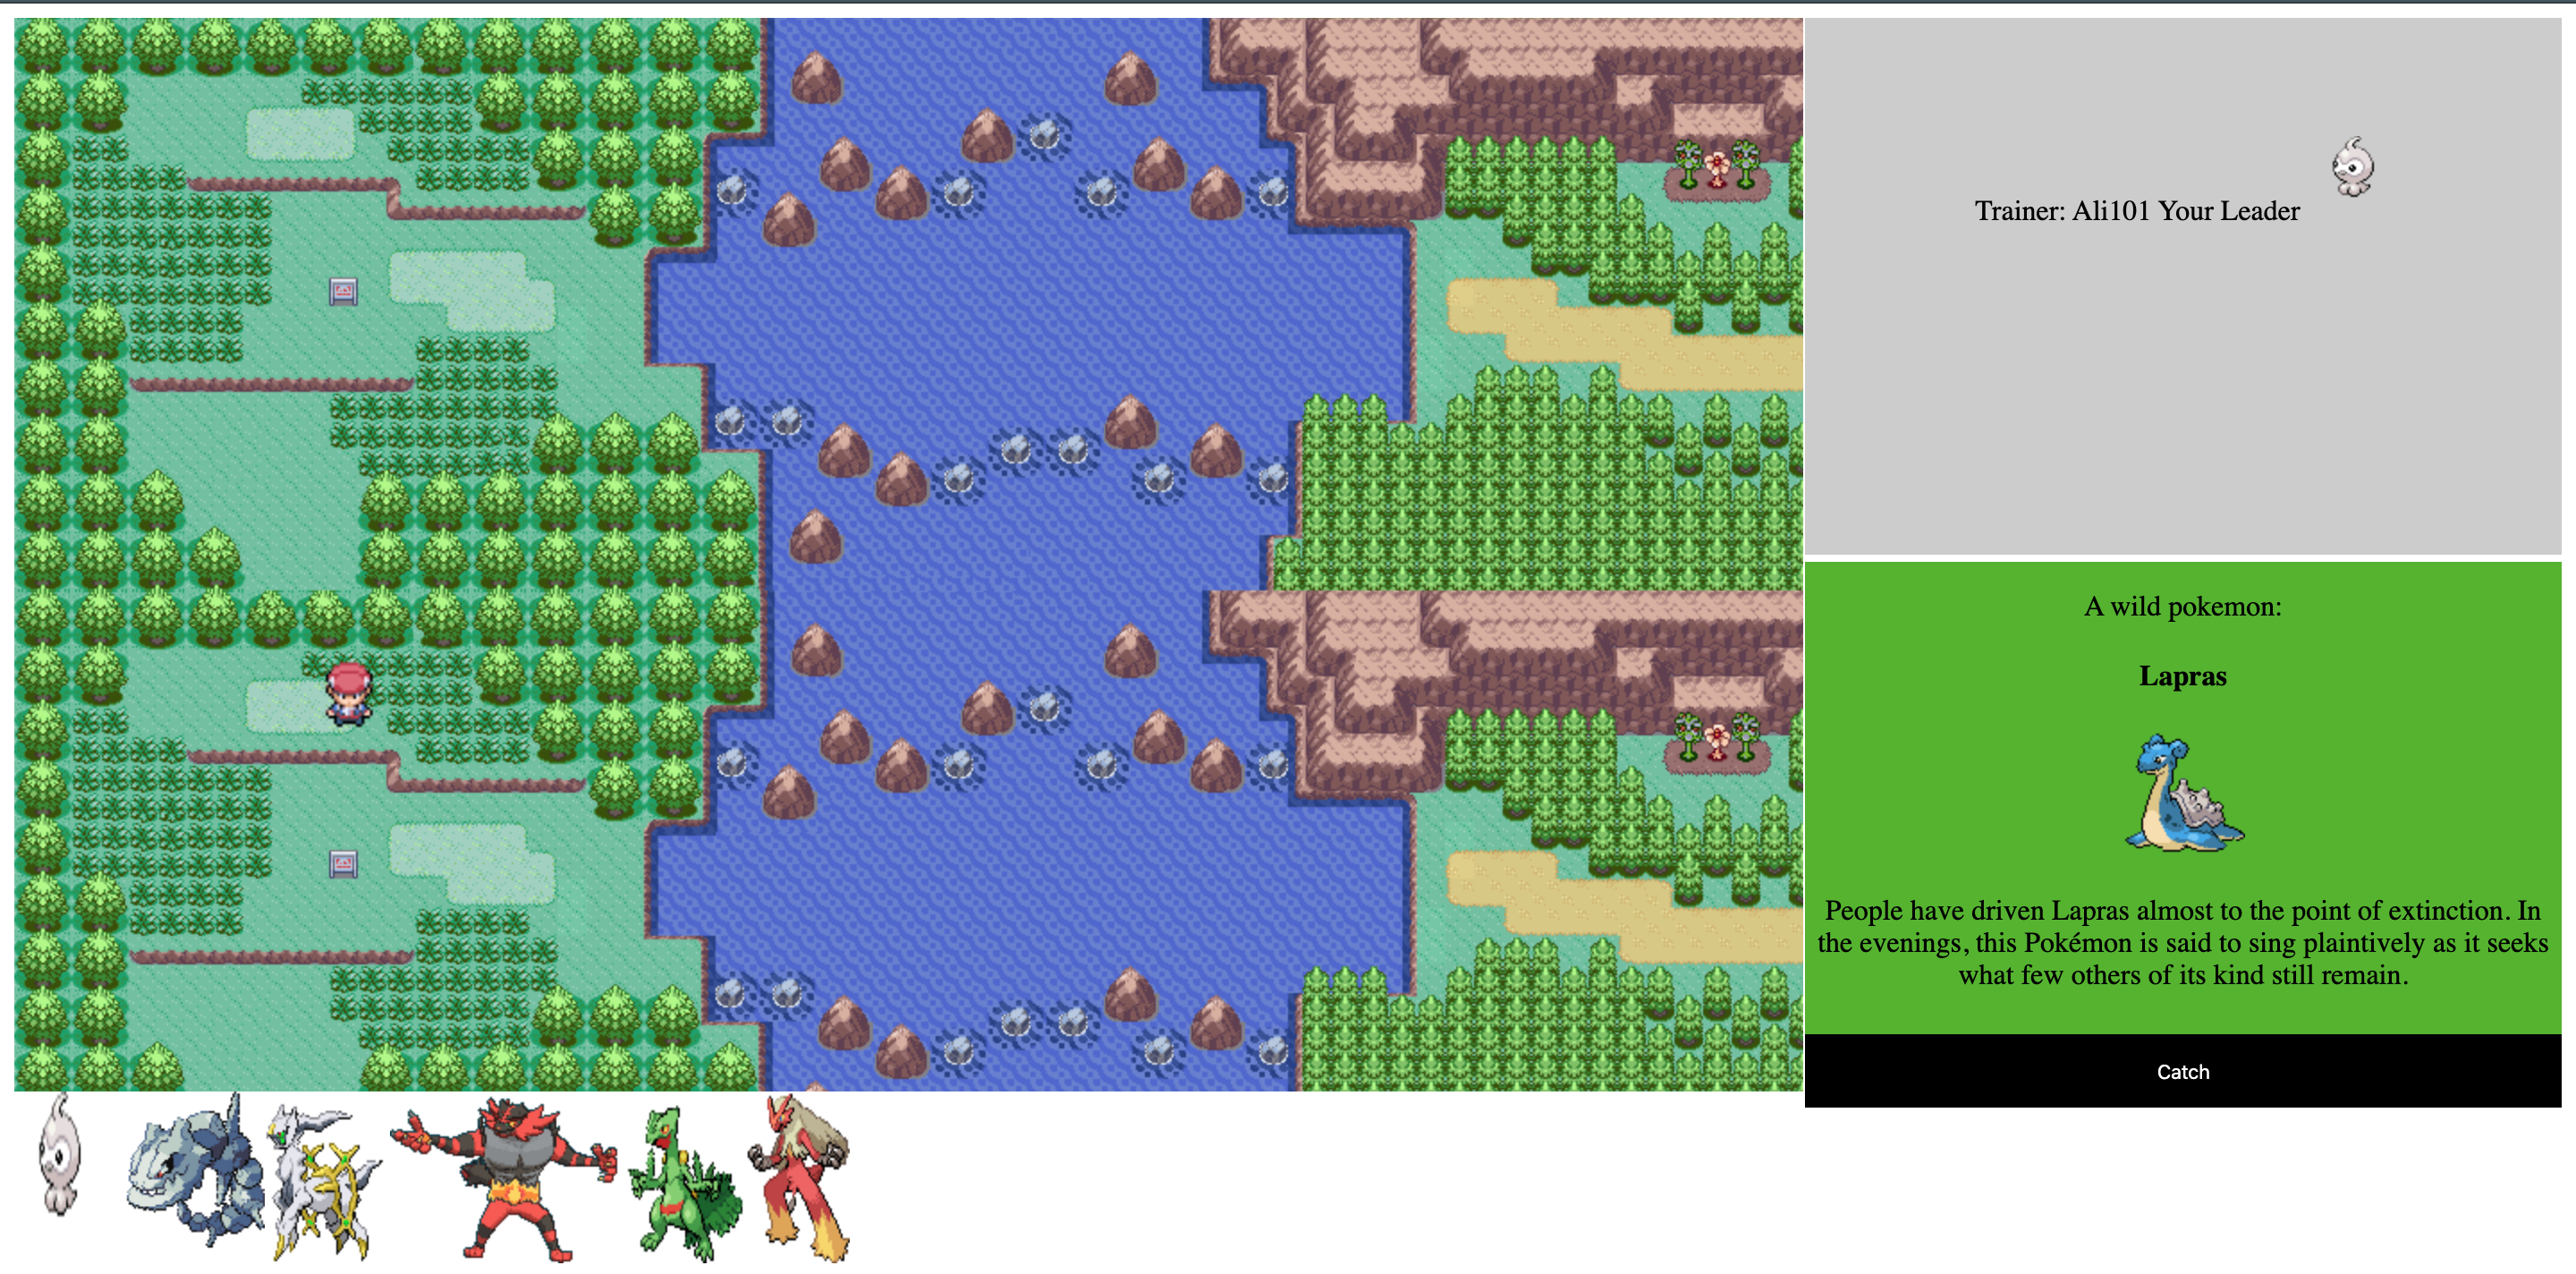 Trainer: Ali101 Your Leader
A wild pokemon:
Lapras
People have driven Lapras almost to the point of extinction. In
the evenings, this Pokémon is said to sing plaintively as it seeks
what few others of its kind still remain.
Catch